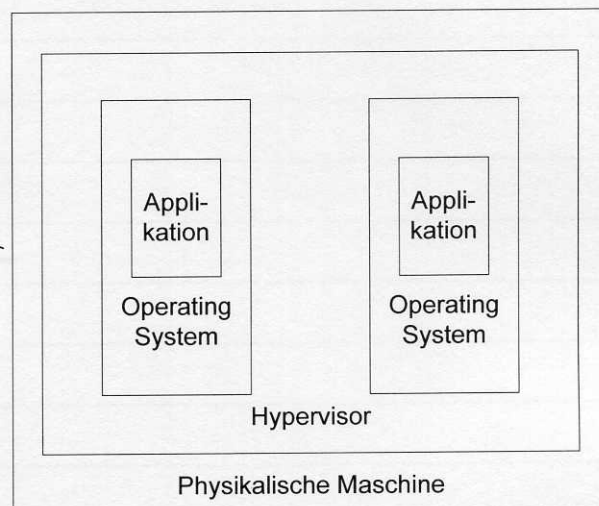 Appli-
kation
Operating
System
Appli-
kation
Operating
System
Hypervisor
Physikalische Maschine